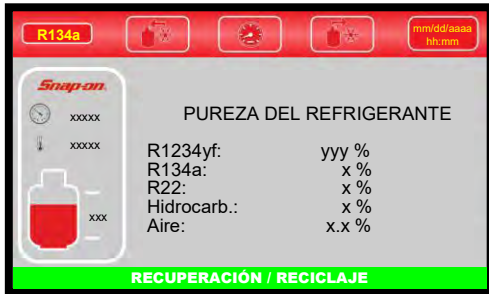 R134a
mm/dd/aaaa
hh:mm
Snap-on
xxxxx
xxxxx
xxx
PUREZA DEL REFRIGERANTE
R1234yf: yyy %
R134a: x %
R22: x %
Hidrocarb.: x %
Aire: x.x %
RECUPERACIÓN / RECICLAJE